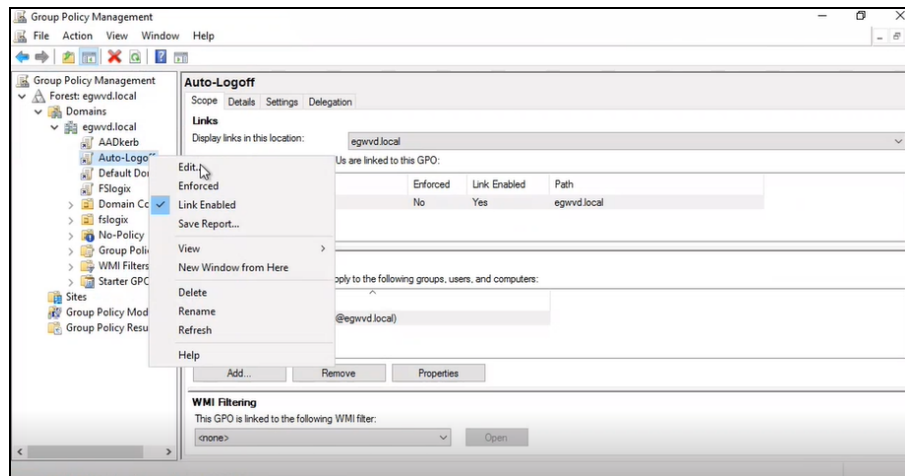 Group Policy Management
File Action View Window Help
Group Policy Management
Forest: egwvd.local
Domains
egwvd.local
AADkerb
Auto-Logoff
Default Do
FSlogix
Domain Co
fslogix
No-Policy
Group Poli
WMI Filters
Starter GPC
Sites
Group Policy Mod
Group Policy Resu
Edit...
Enforced
Link Enabled
Save Report...
View
New Window from Here
Delete
Rename
Refresh
Help
Auto-Logoff
Scope Details Settings Delegation
Links
Display links in this location: egwvd.local
Us are linked to this GPO:
Enforced Link Enabled Path
No Yes egwvd.local
pply to the following groups, users, and computers:
@egwvd.local)
Add... Remove Properties
WMI Filtering
This GPO is linked to the following WMI filter:
<none> Open